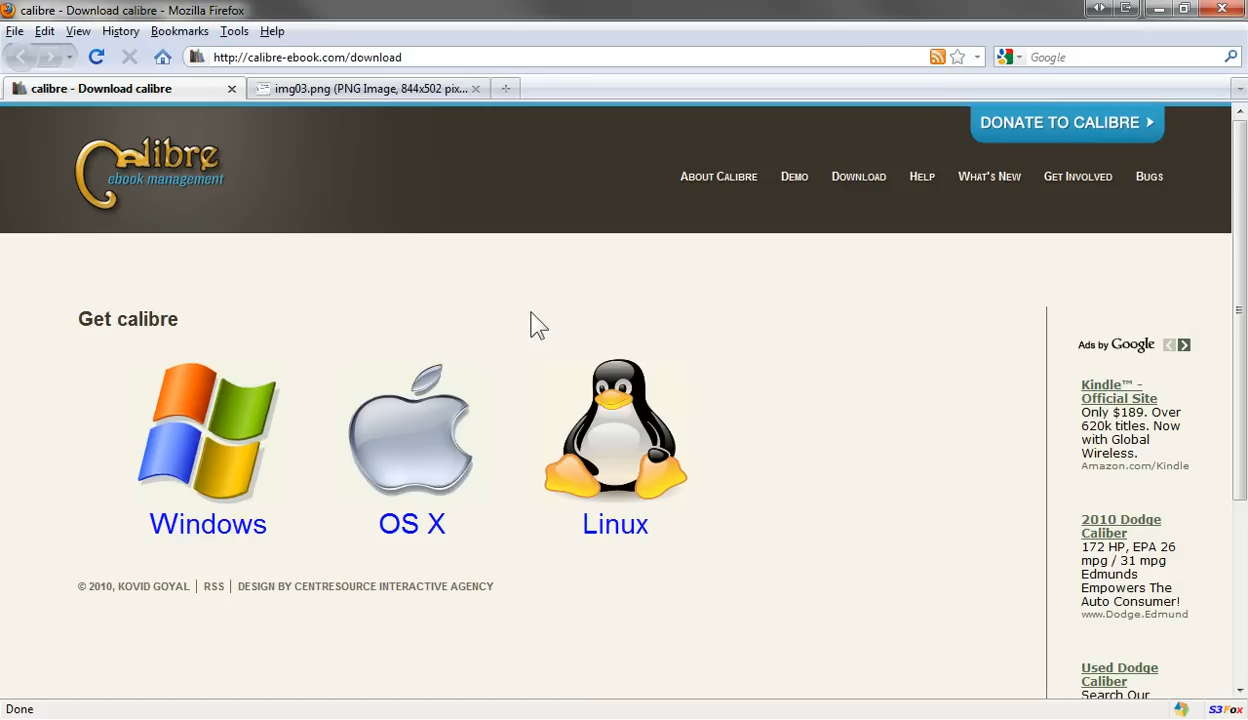 calibre - Download calibre - Mozilla Firefox
File Edit View History Bookmarks Tools Help
http://calibre-ebook.com/download
Google
calibre - Download calibre
img03.png (PNG Image, 844x502 pix...
DONATE TO CALIBRE
Calibre
ebook management
ABOUT CALIBRE DEMO DOWNLOAD HELP WHAT'S NEW GET INVOLVED BUGS
Get calibre
Windows
OS X
Linux
© 2010, KOVID GOYAL | RSS | DESIGN BY CENTRESOURCE INTERACTIVE AGENCY
Ads by Google
Kindle™ -
Official Site
Only $189. Over
620k titles. Now
with Global
Wireless.
Amazon.com/Kindle
2010 Dodge
Caliber
172 HP, EPA 26
mpg / 31 mpg
Edmunds
Empowers The
Auto Consumer!
www.Dodge.Edmund
Used Dodge
Caliber
Search Our
Done
S3Fox